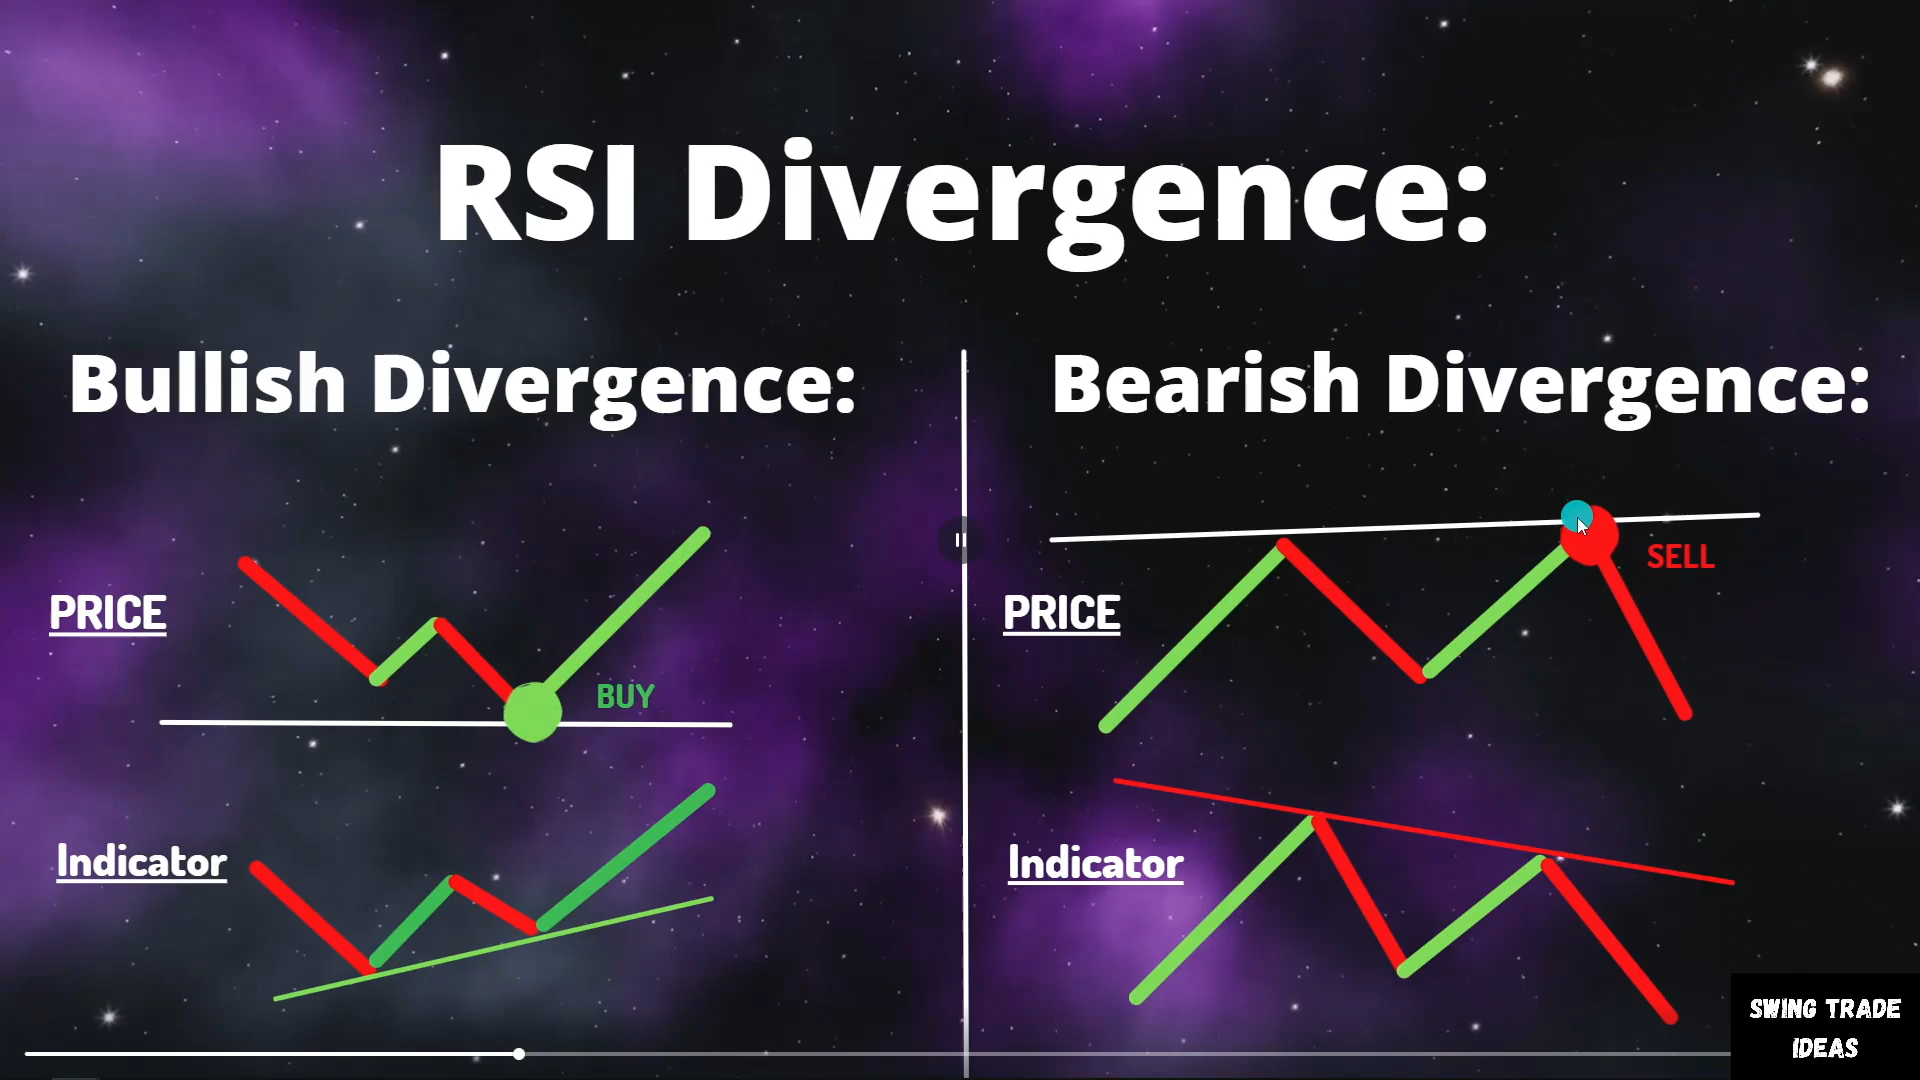 RSI Divergence:
Bullish Divergence:
Bearish Divergence:
PRICE
BUY
Indicator
PRICE
SELL
Indicator
SWING TRADE
IDEAS